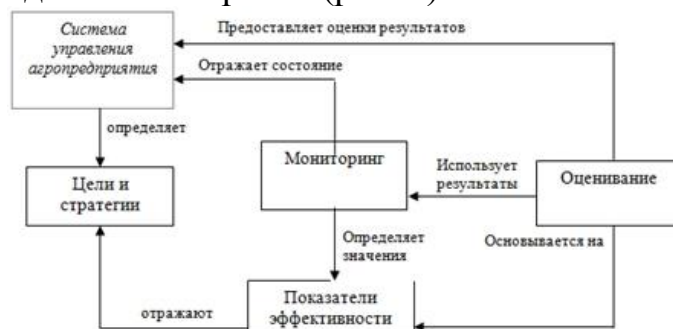 Система
управления
агропредприятия
Предоставляет оценки результатов
Отражает состояние
определяет
Цели и
стратегии
Мониторинг
Использует
результаты
Оценивание
Определяет
значения
Основывается на
отражают
Показатели
эффективности